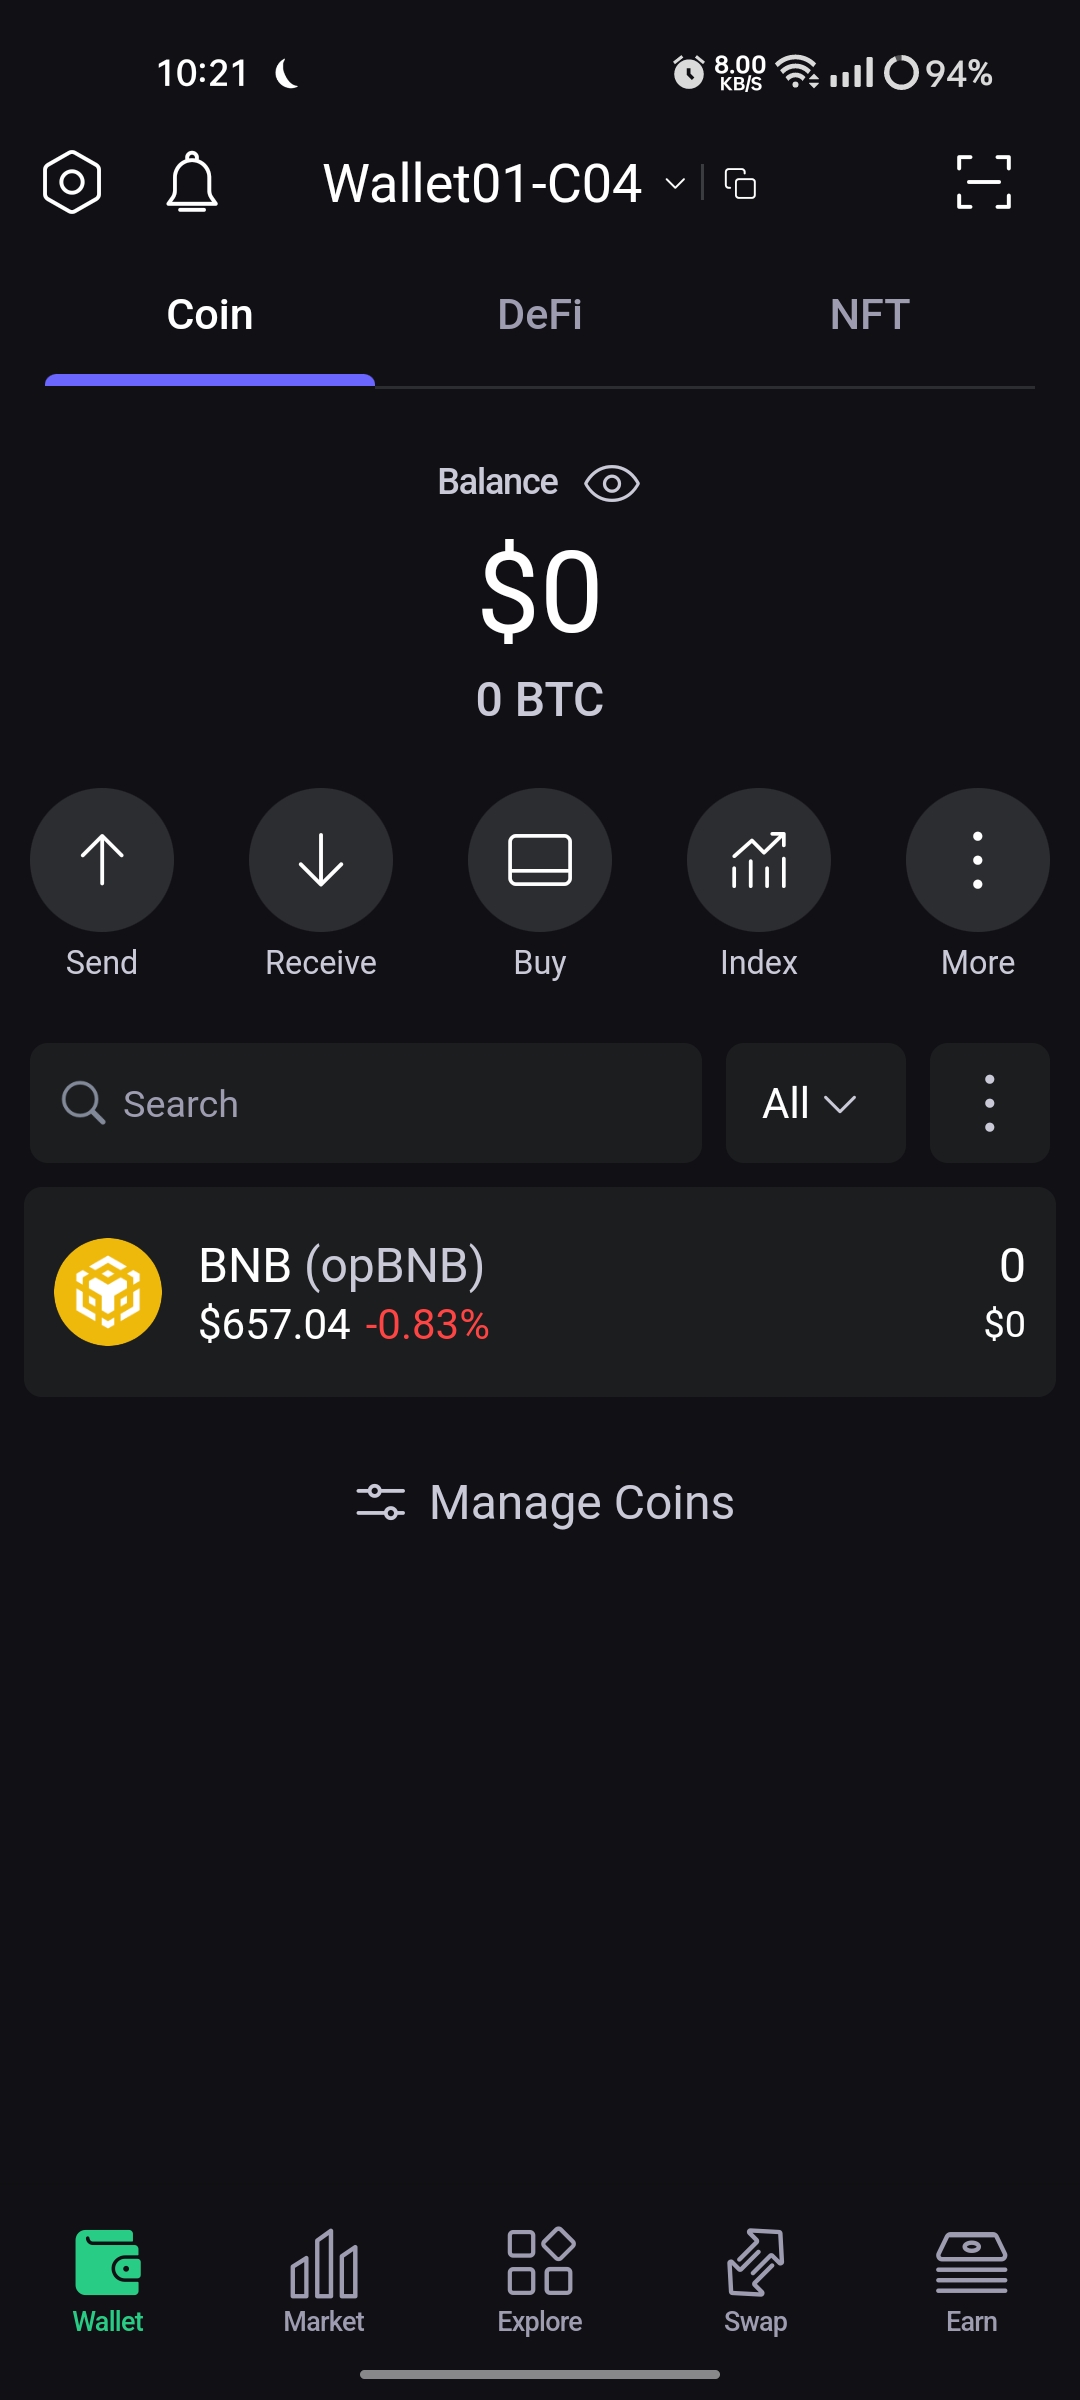 10:21 8.00 KB/S 94%
Wallet01-C04
Coin DeFi NFT
Balance
$0
0 BTC
Send Receive Buy Index More
Search All
BNB (opBNB) 0
$657.04 -0.83% $0
Manage Coins
Wallet Market Explore Swap Earn